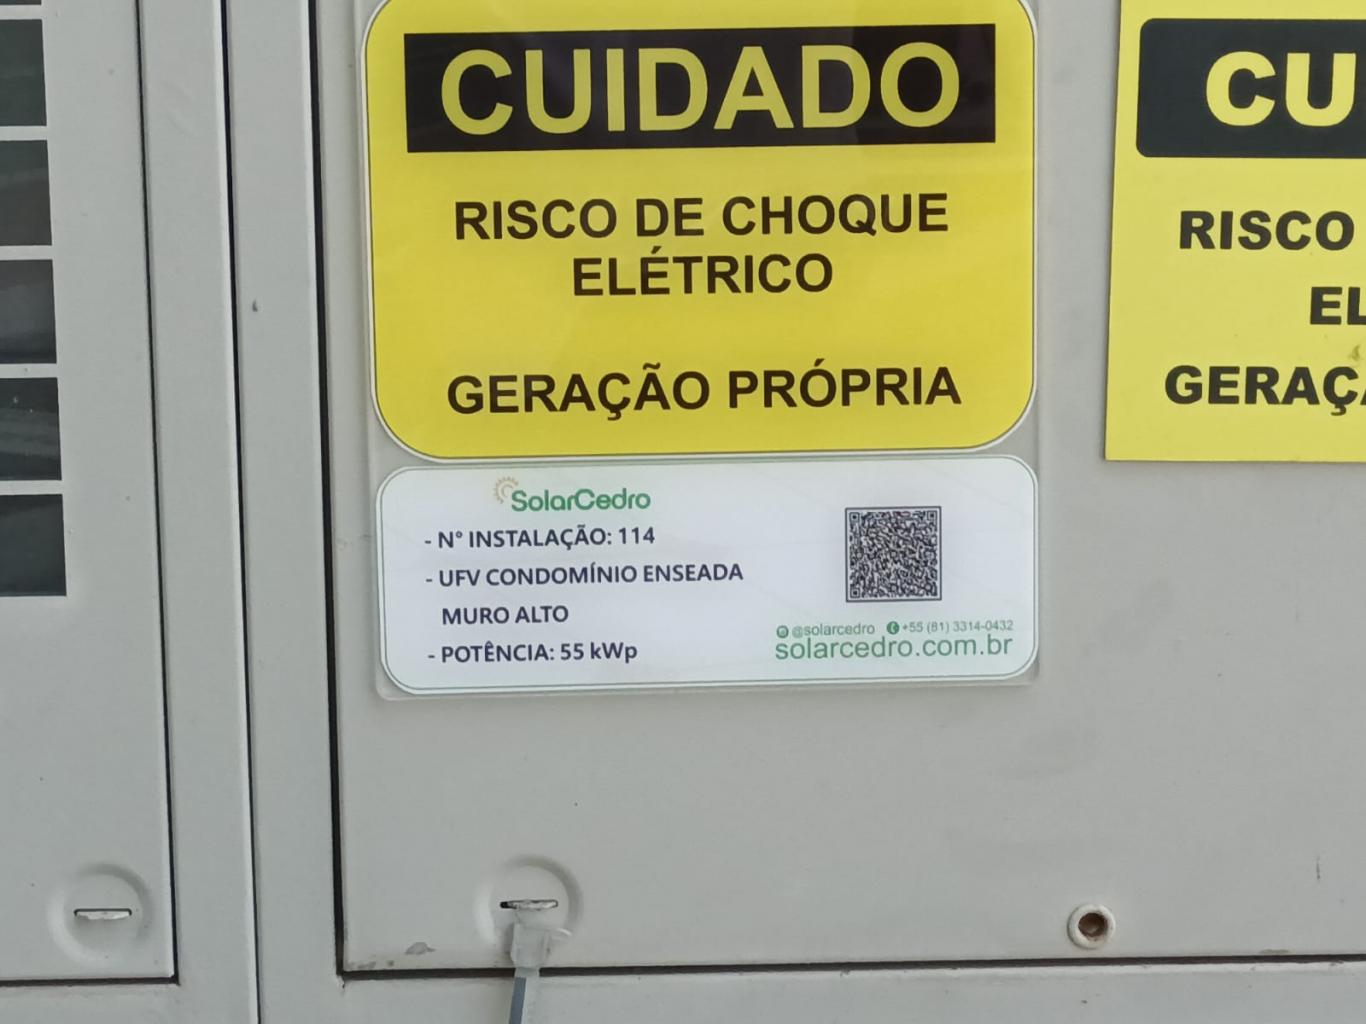 CUIDADO
RISCO DE CHOQUE
ELÉTRICO
GERAÇÃO PRÓPRIA
SolarCedro
- N° INSTALAÇÃO: 114
- UFV CONDOMÍNIO ENSEADA
MURO ALTO
- POTÊNCIA: 55 kWp
@solarcedro +55 (81) 3314-0432
solarcedro.com.br
CU
RISCO
EL
GERAÇ